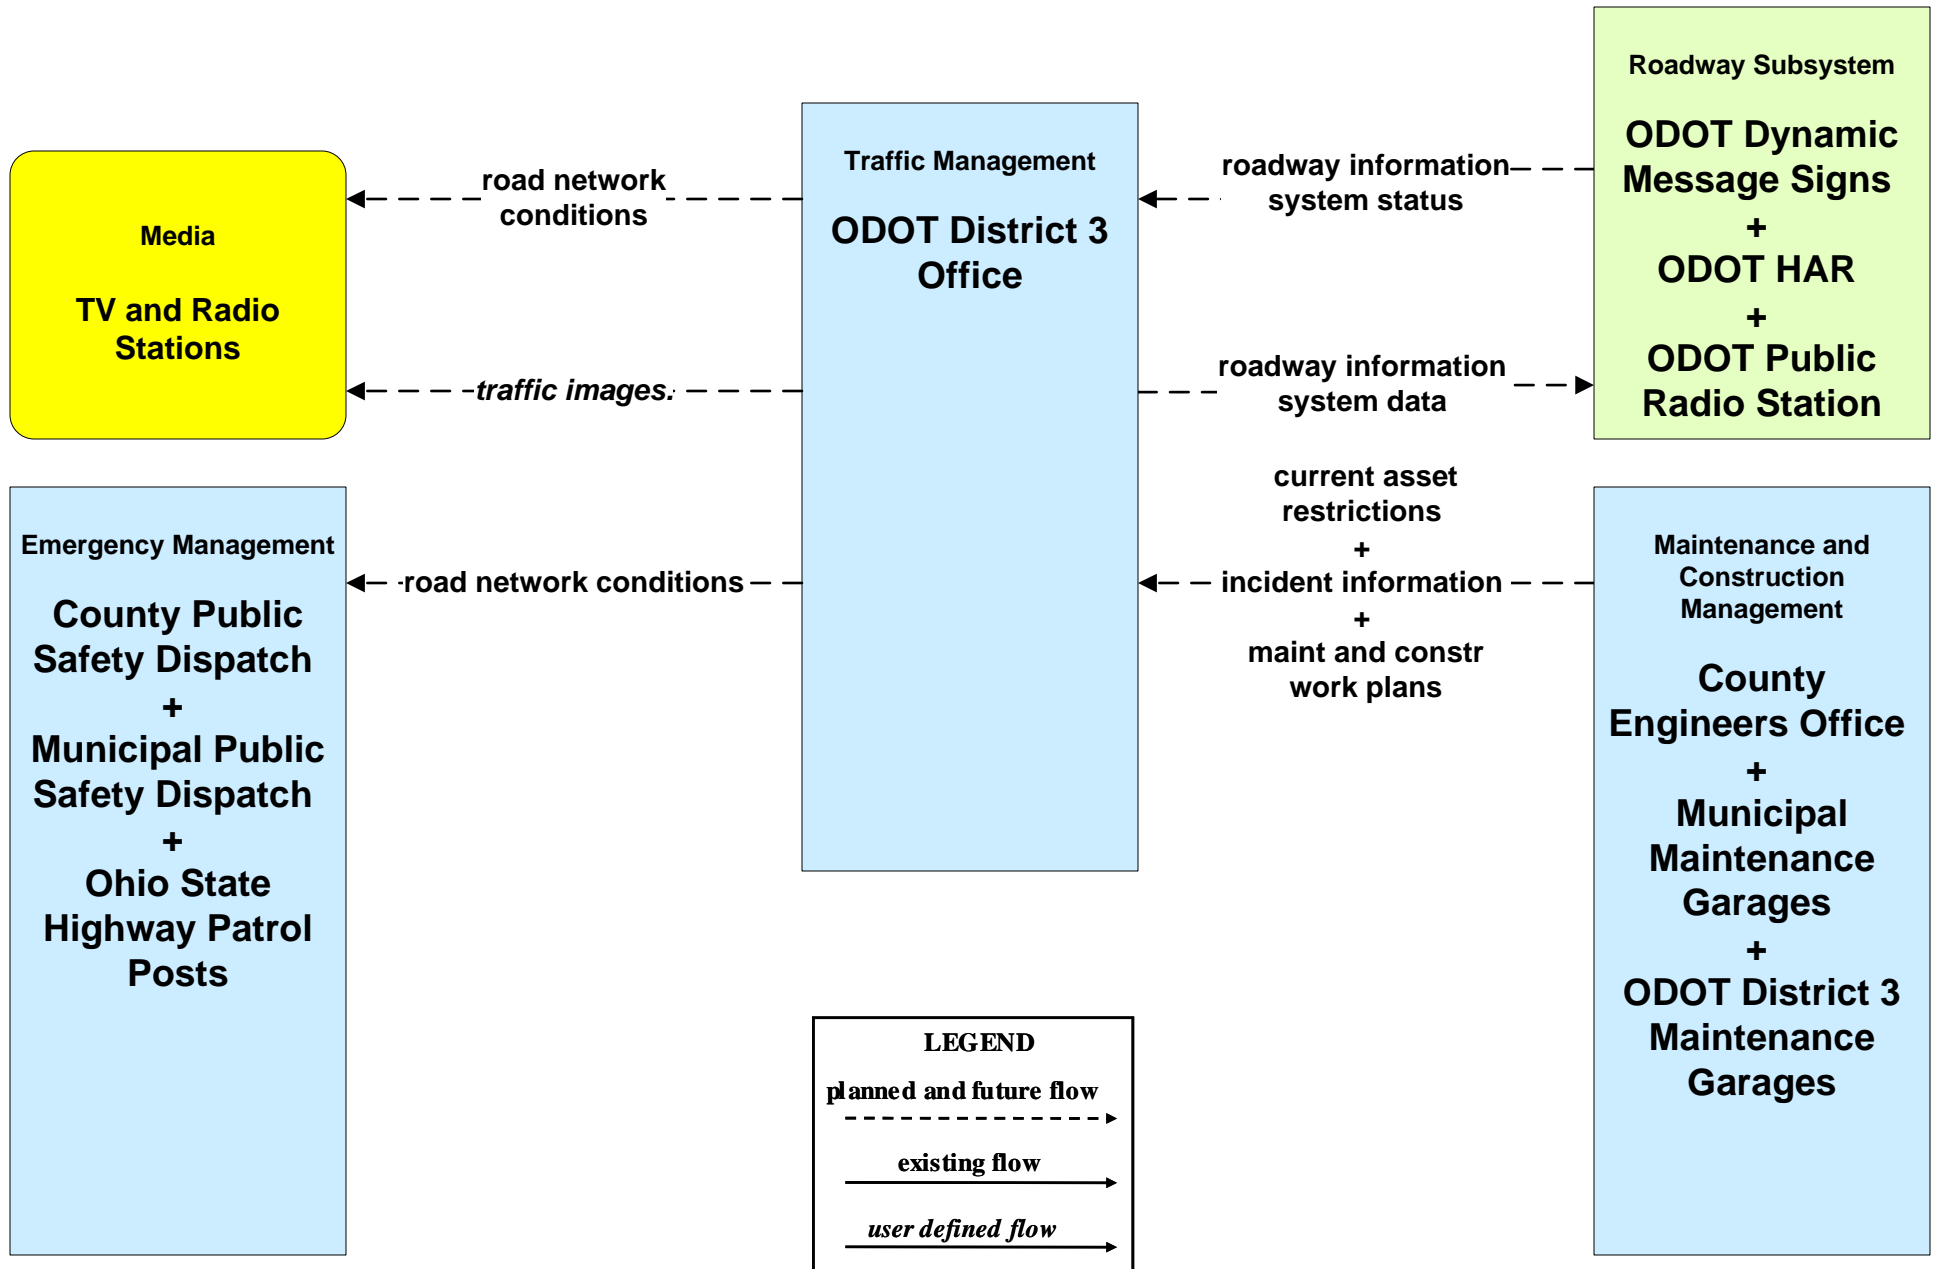 Media
TV and Radio
Stations
road network
conditions
traffic images.
Emergency Management
County Public
Safety Dispatch
+
Municipal Public
Safety Dispatch
+
Ohio State
Highway Patrol
Posts
road network conditions
Traffic Management
ODOT District 3
Office
roadway information
system status
roadway information
system data
current asset
restrictions
+
incident information
+
maint and constr
work plans
Roadway Subsystem
ODOT Dynamic
Message Signs
+
ODOT HAR
+
ODOT Public
Radio Station
Maintenance and
Construction
Management
County
Engineers Office
+
Municipal
Maintenance
Garages
+
ODOT District 3
Maintenance
Garages
LEGEND
planned and future flow
existing flow
user defined flow